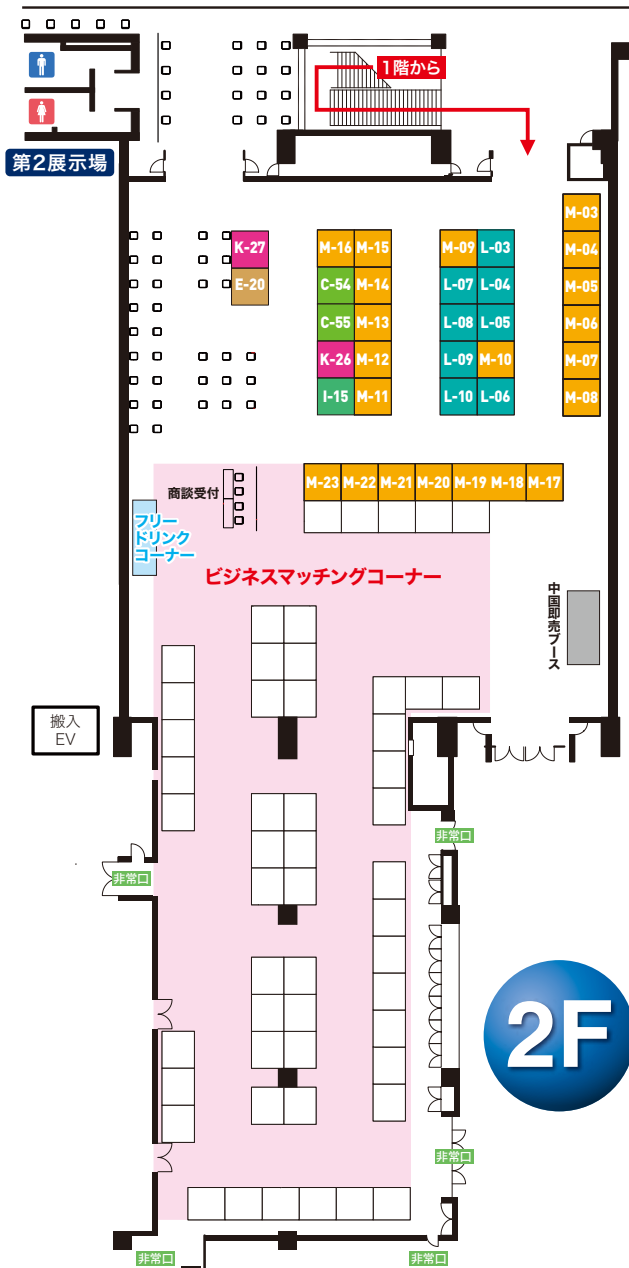 1階から
第2展示場
M-03
K-27
M-16
M-15
M-09
L-03
M-04
E-20
C-54
M-14
L-07
L-04
M-05
C-55
M-13
L-08
L-05
M-06
K-26
M-12
L-09
M-10
M-07
I-15
M-11
L-10
L-06
M-08
商談受付
M-23
M-22
M-21
M-20
M-19
M-18
M-17
フリー
ドリンク
コーナー
ビジネスマッチングコーナー
中国即売ブース
搬入
EV
非常口
非常口
2F
非常口
非常口
非常口